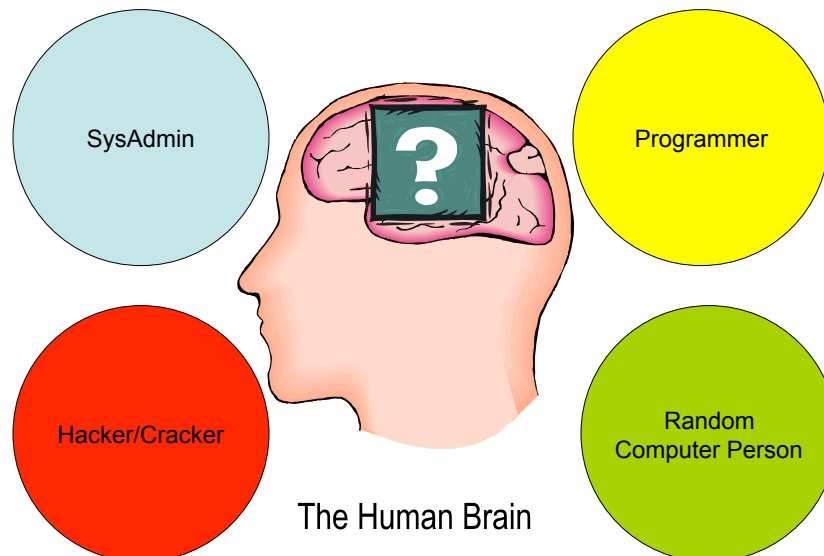 SysAdmin
Programmer
?
Hacker/Cracker
Random
Computer Person
The Human Brain